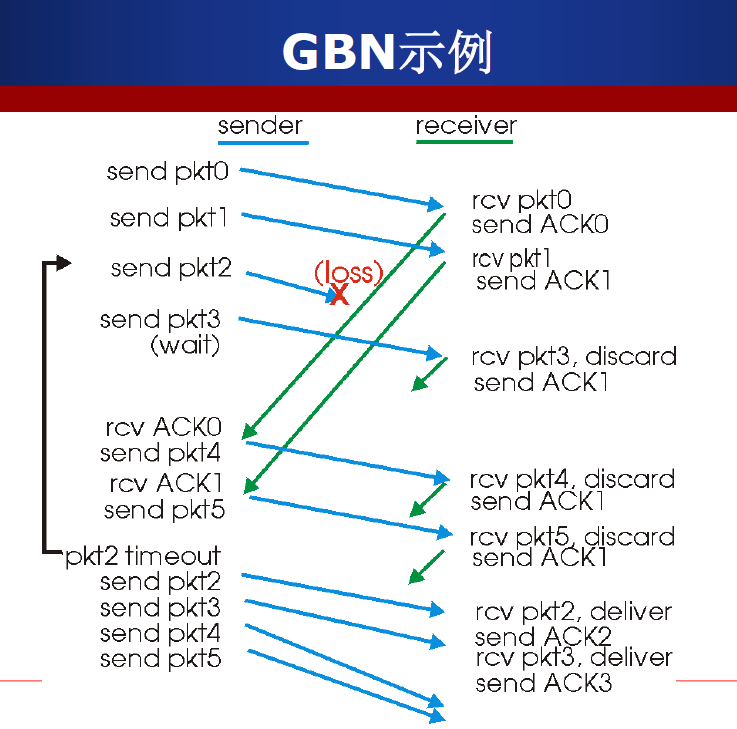 GBN示例
sender
receiver
send pkt0
send pkt1
send pkt2
send pkt3
(wait)
(loss)
X
rcv pkt0
send ACK0
rcv pkt1
send ACK1
rcv pkt3, discard
send ACK1
rcv ACK0
send pkt4
rcv ACK1
send pkt5
rcv pkt4, discard
send ACK1
rcv pkt5, discard
send ACK1
pkt2 timeout
send pkt2
send pkt3
send pkt4
send pkt5
rcv pkt2, deliver
send ACK2
rcv pkt3, deliver
send ACK3